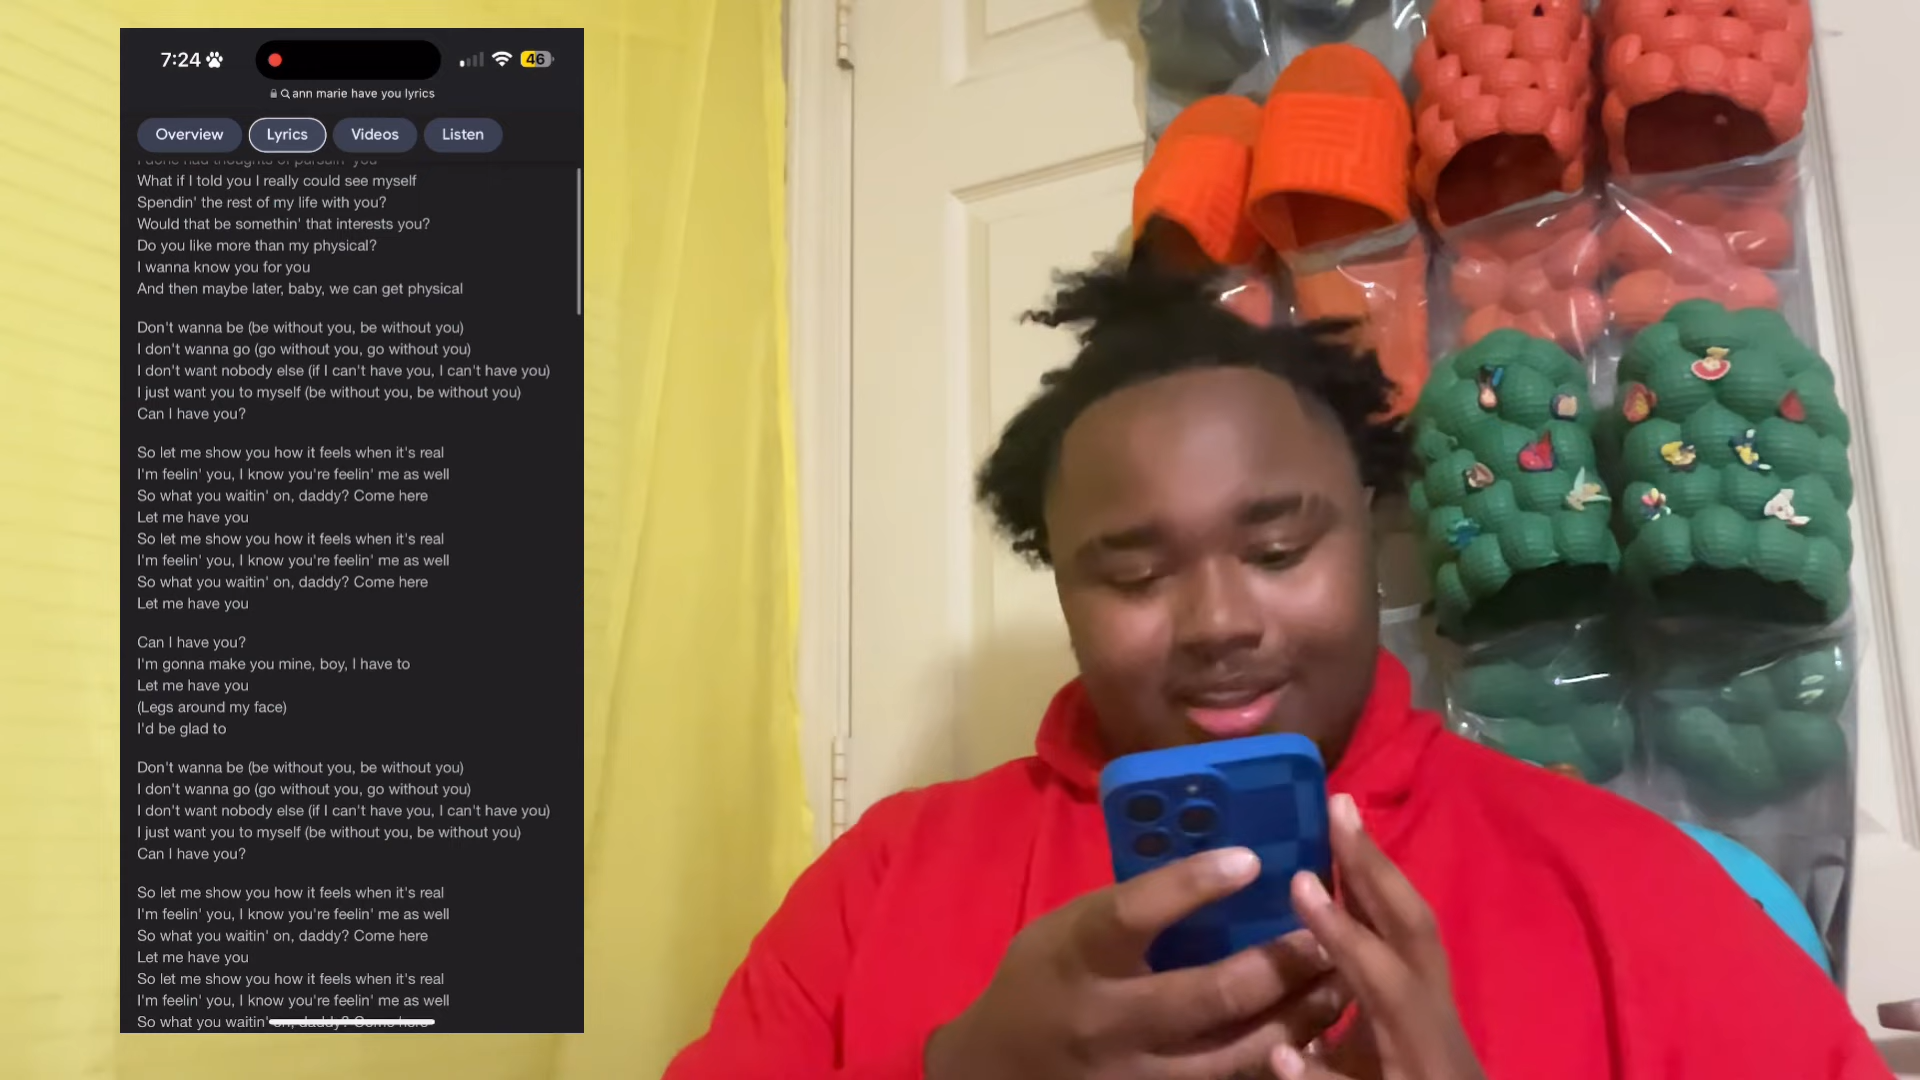 7:24
46
ann marie have you lyrics
Overview Lyrics Videos Listen
I done had thoughts of pursuin' you
What if I told you I really could see myself
Spendin' the rest of my life with you?
Would that be somethin' that interests you?
Do you like more than my physical?
I wanna know you for you
And then maybe later, baby, we can get physical
Don't wanna be (be without you, be without you)
I don't wanna go (go without you, go without you)
I don't want nobody else (if I can't have you, I can't have you)
I just want you to myself (be without you, be without you)
Can I have you?
So let me show you how it feels when it's real
I'm feelin' you, I know you're feelin' me as well
So what you waitin' on, daddy? Come here
Let me have you
So let me show you how it feels when it's real
I'm feelin' you, I know you're feelin' me as well
So what you waitin' on, daddy? Come here
Let me have you
Can I have you?
I'm gonna make you mine, boy, I have to
Let me have you
(Legs around my face)
I'd be glad to
Don't wanna be (be without you, be without you)
I don't wanna go (go without you, go without you)
I don't want nobody else (if I can't have you, I can't have you)
I just want you to myself (be without you, be without you)
Can I have you?
So let me show you how it feels when it's real
I'm feelin' you, I know you're feelin' me as well
So what you waitin' on, daddy? Come here
Let me have you
So let me show you how it feels when it's real
I'm feelin' you, I know you're feelin' me as well
So what you waitin' on, daddy? Come here